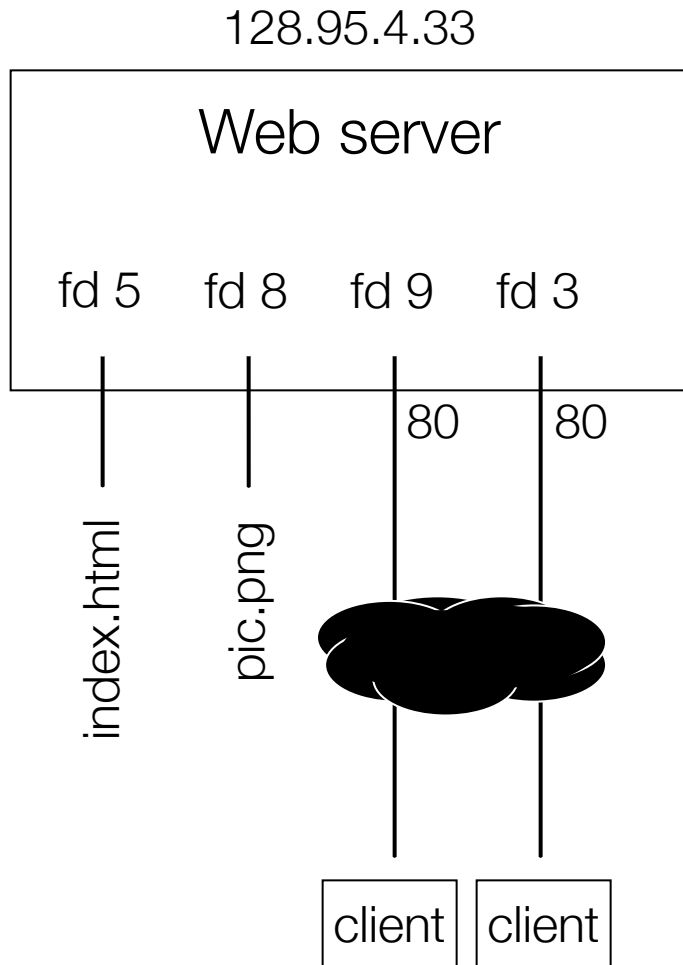 128.95.4.33
Web server
fd 5 fd 8 fd 9 fd 3
80 80
index.html
pic.png
client client